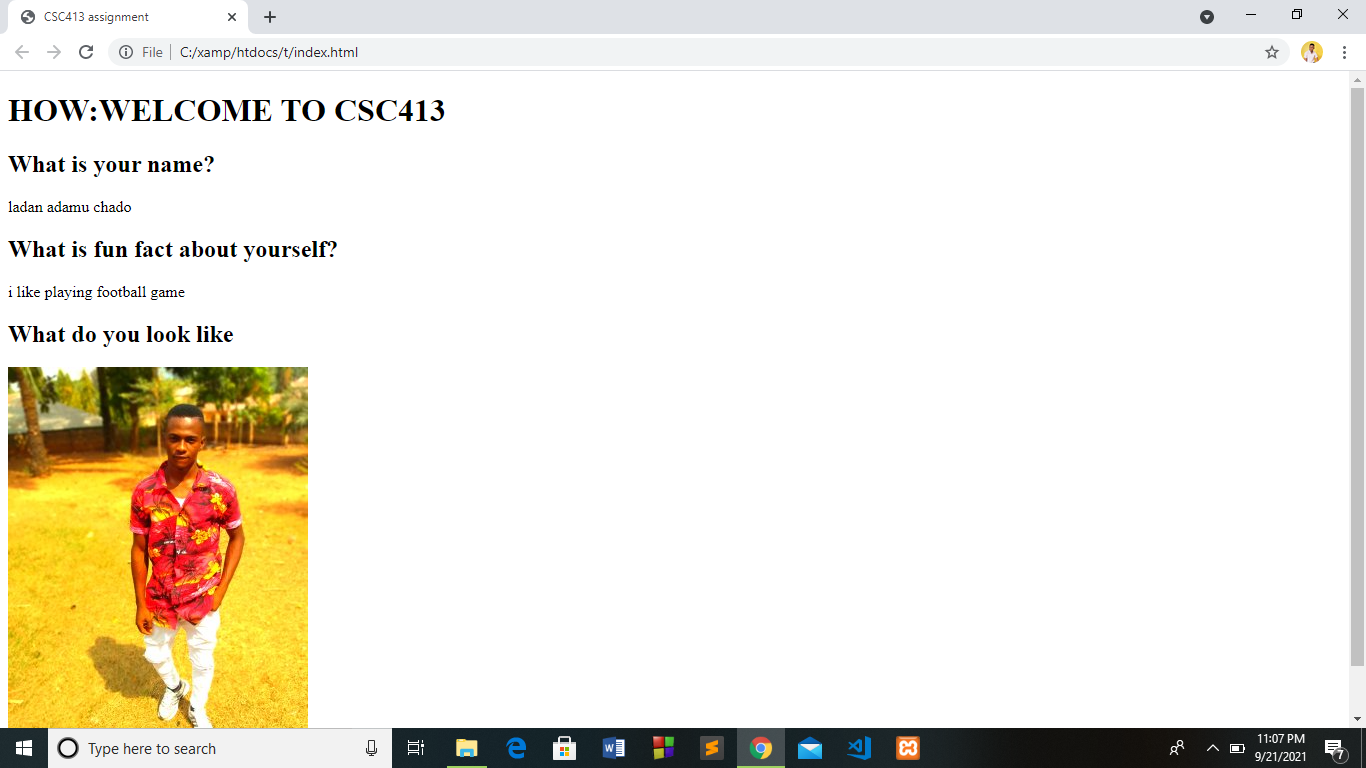 CSC413 assignment
File
C:/xamp/htdocs/t/index.html
HOW:WELCOME TO CSC413
What is your name?
ladan adamu chado
What is fun fact about yourself?
i like playing football game
What do you look like
Type here to search
11:07 PM
9/21/2021
7